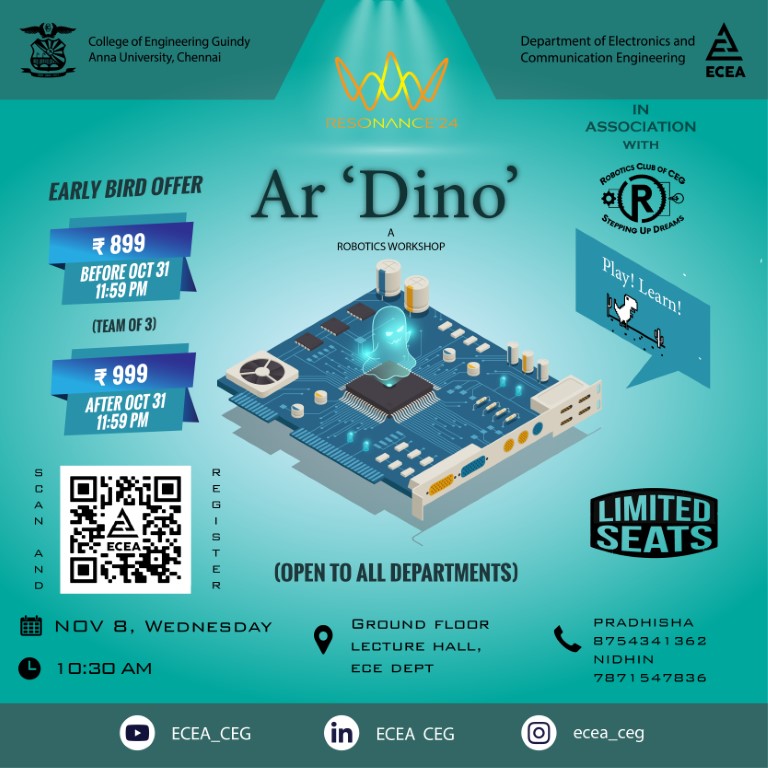 College of Engineering Guindy
Anna University, Chennai
Department of Electronics and
Communication Engineering
ECEA
RESONANCE'24
IN
ASSOCIATION
WITH
ROBOTICS CLUB OF CEG
R
STEPPING UP DREAMS
Ar ‘Dino’
A
ROBOTICS WORKSHOP
EARLY BIRD OFFER
₹ 899
BEFORE OCT 31
11:59 PM
(TEAM OF 3)
₹ 999
AFTER OCT 31
11:59 PM
Play! Learn!
SCAN AND
ECEA
REGISTER
LIMITED
SEATS
(OPEN TO ALL DEPARTMENTS)
NOV 8, WEDNESDAY
10:30 AM
GROUND FLOOR
LECTURE HALL,
ECE DEPT
PRADHISHA
8754341362
NIDHIN
7871547836
ECEA_CEG
ECEA CEG
ecea_ceg